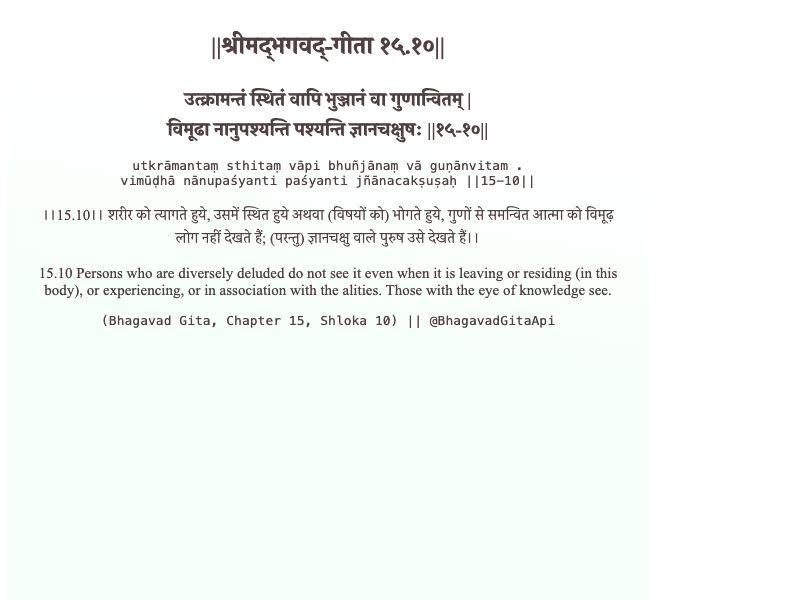 ||श्रीमद्‍भगवद्‍-गीता १५.१०||
उत्क्रामन्तं स्थितं वापि भुञ्जानं वा गुणान्वितम् |
विमूढा नानुपश्यन्ति पश्यन्ति ज्ञानचक्षुषः ||१५-१०||
utkrāmantaṃ sthitaṃ vāpi bhuñjānaṃ vā guṇānvitam .
vimūḍhā nānupaśyanti paśyanti jñānacakṣuṣaḥ ||15-10||
।।15.10।। शरीर को त्यागते हुये, उसमें स्थित हुये अथवा (विषयों को) भोगते हुये, गुणों से समन्वित आत्मा को विमूढ़
लोग नहीं देखते हैं; (परन्तु) ज्ञानचक्षु वाले पुरुष उसे देखते हैं।।
15.10 Persons who are diversely deluded do not see it even when it is leaving or residing (in this
body), or experiencing, or in association with the alities. Those with the eye of knowledge see.
(Bhagavad Gita, Chapter 15, Shloka 10) || @BhagavadGitaApi